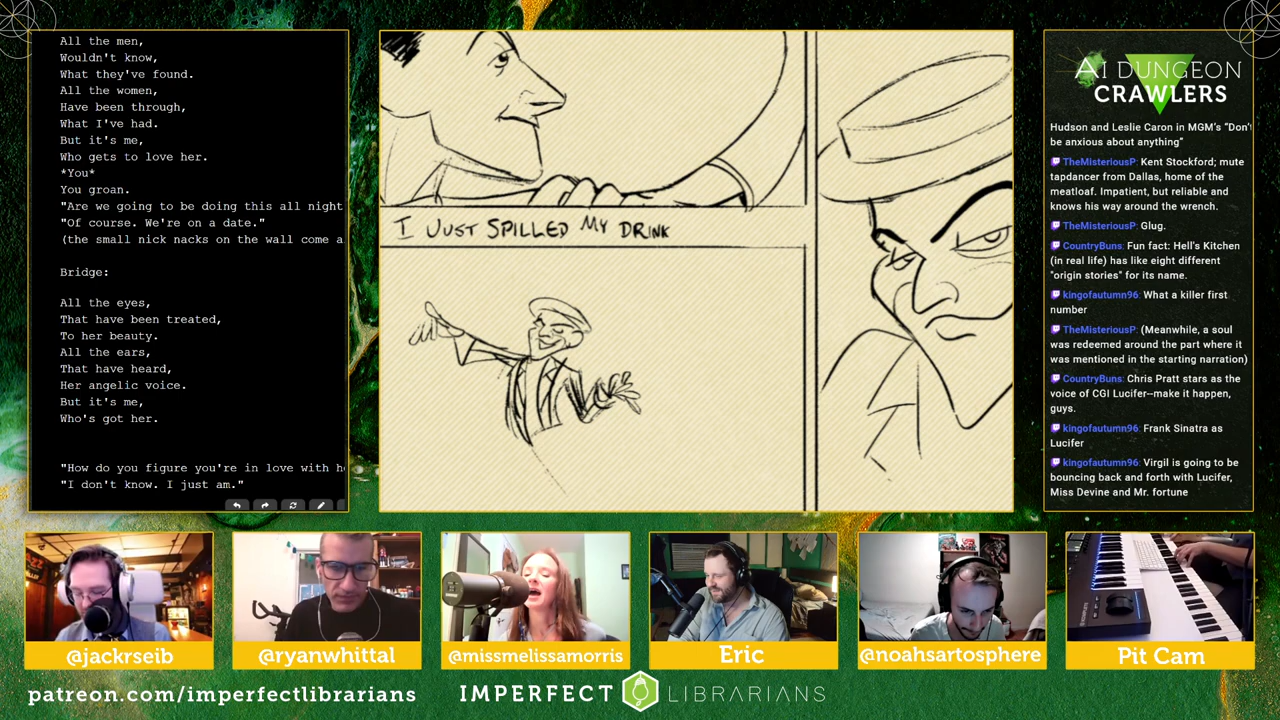 All the men,
Wouldn't know,
What they've found.
All the women,
Have been through,
What I've had.
But it's me,
Who gets to love her.
*You*
You groan.
"Are we going to be doing this all night
"Of course. We're on a date."
(the small nick nacks on the wall come a
Bridge:
All the eyes,
That have been treated,
To her beauty.
All the ears,
That have heard,
Her angelic voice.
But it's me,
Who's got her.
"How do you figure you're in love with he
"I don't know. I just am."
I JUST SPILLED MY DRINK
AI DUNGEON
CRAWLERS
Hudson and Leslie Caron in MGM's "Don't
be anxious about anything"
TheMisteriousP: Kent Stockford; mute
tapdancer from Dallas, home of the
meatloaf. Impatient, but reliable and
knows his way around the wrench.
TheMisteriousP: Glug.
CountryBuns: Fun fact: Hell's Kitchen
(in real life) has like eight different
"origin stories" for its name.
kingofautumn96: What a killer first
number
TheMisteriousP: (Meanwhile, a soul
was redeemed around the part where it
was mentioned in the starting narration)
CountryBuns: Chris Pratt stars as the
voice of CGI Lucifer--make it happen,
guys.
kingofautumn96: Frank Sinatra as
Lucifer
kingofautumn96: Virgil is going to be
bouncing back and forth with Lucifer,
Miss Devine and Mr. fortune
@jackrseib
@ryanwhittal
@missmelissamorris
Eric
@noahsartosphere
Pit Cam
patreon.com/imperfectlibrarians
IMPERFECT LIBRARIANS